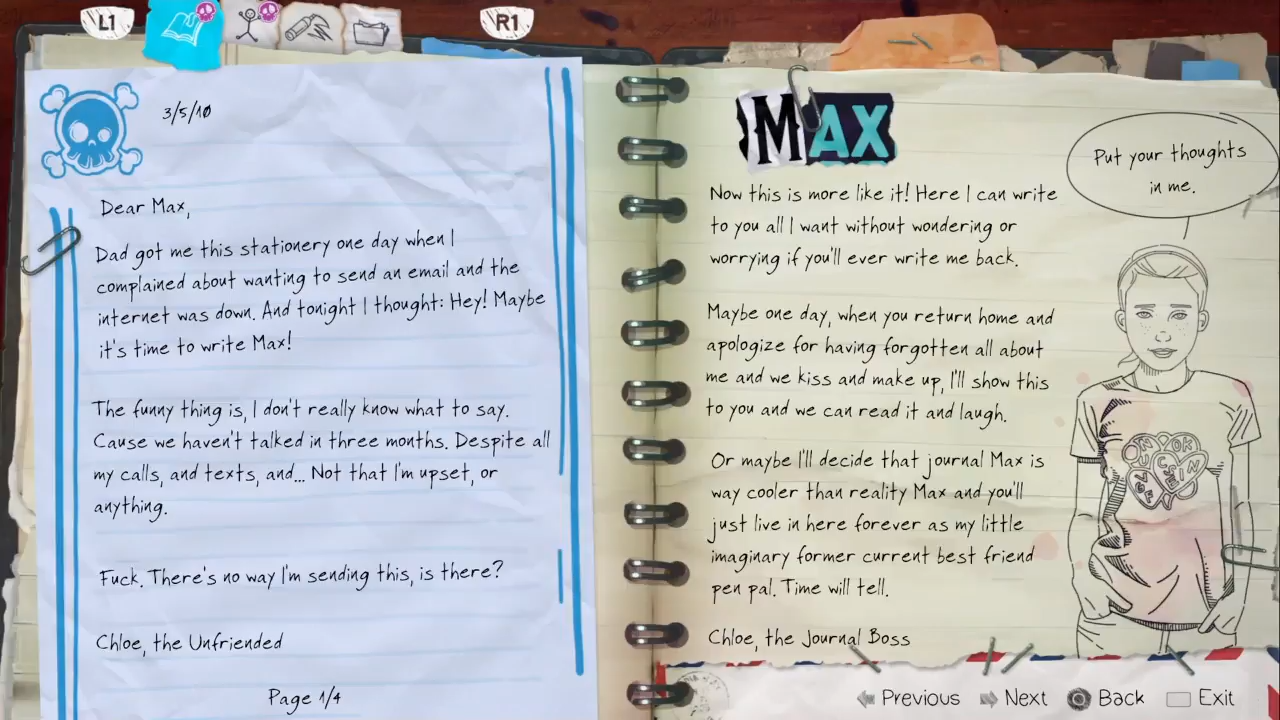 L1
R1
3/5/10
Dear Max,
Dad got me this stationery one day when I
complained about wanting to send an email and the
internet was down. And tonight I thought: Hey! Maybe
it's time to write Max!
The funny thing is, I don't really know what to say.
Cause we haven't talked in three months. Despite all
my calls, and texts, and... Not that I'm upset, or
anything.
Fuck. There's no way I'm sending this, is there?
Chloe, the Unfriended
Page 1/4
MAX
Now this is more like it! Here I can write
to you all I want without wondering or
worrying if you'll ever write me back.
Maybe one day, when you return home and
apologize for having forgotten all about
me and we kiss and make up, I'll show this
to you and we can read it and laugh.
Or maybe I'll decide that journal Max is
way cooler than reality Max and you'll
just live in here forever as my little
imaginary former current best friend
pen pal. Time will tell.
Chloe, the Journal Boss
Put your thoughts
in me.
Previous
Next
Back
Exit